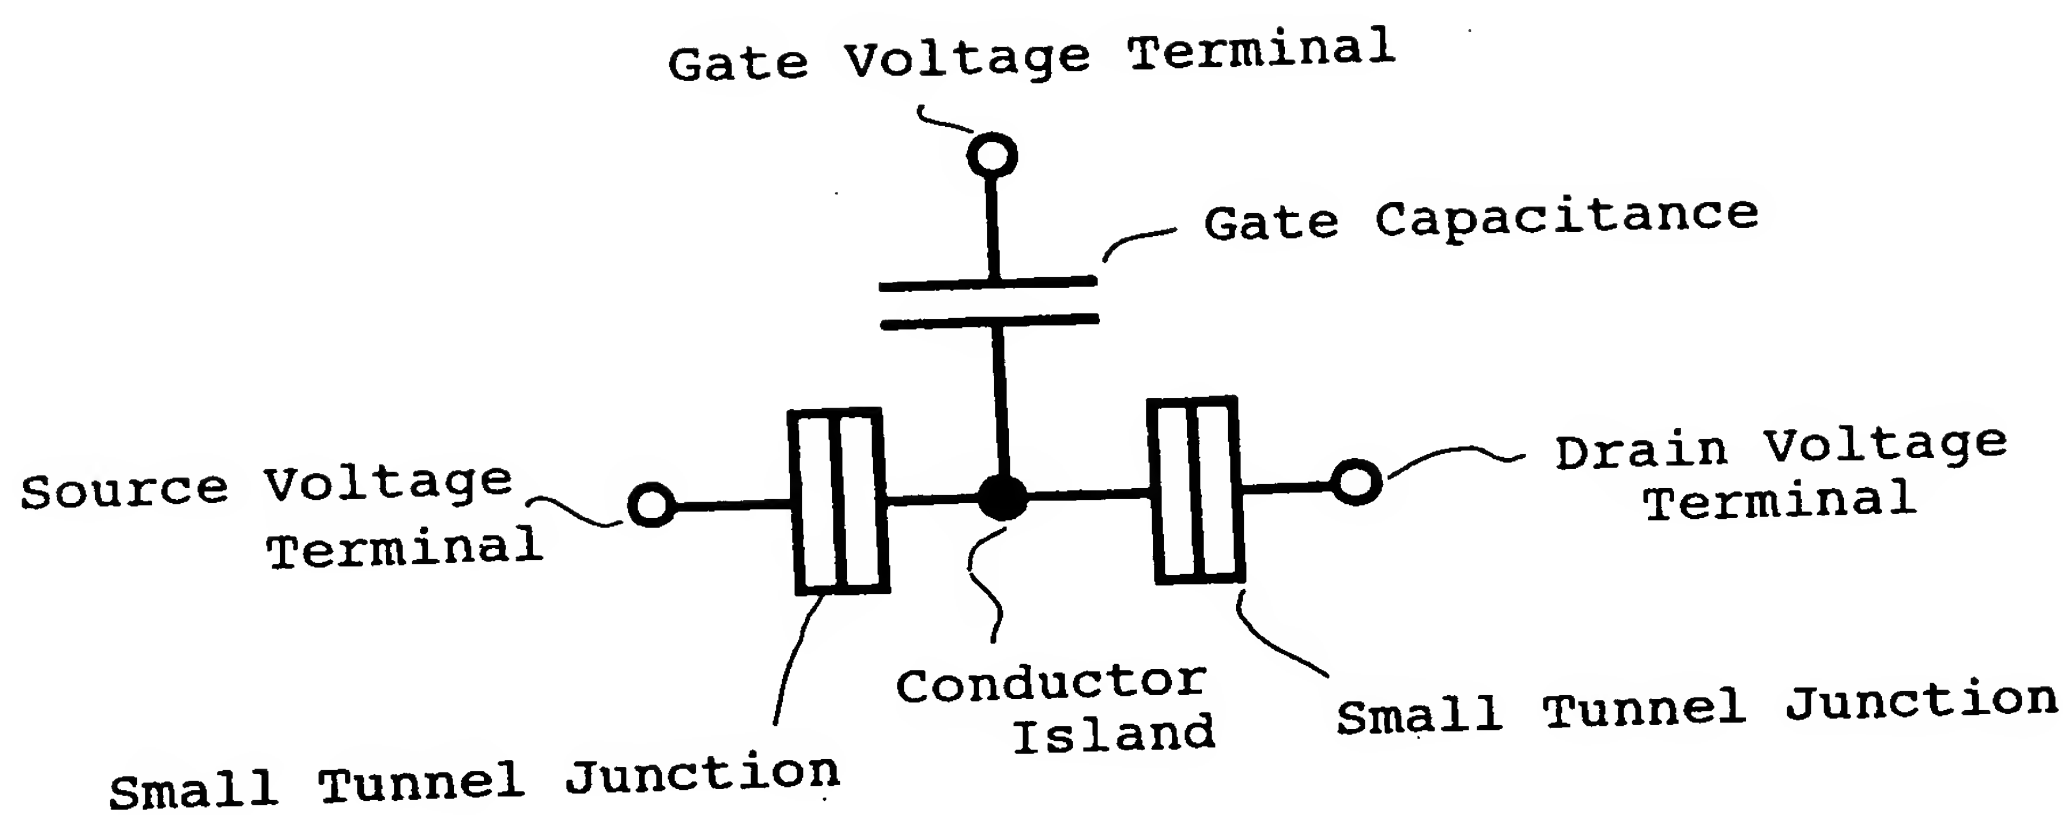 Gate Voltage Terminal
Gate Capacitance
Source Voltage
Terminal
Drain Voltage
Terminal
Conductor
Island
Small Tunnel Junction
Small Tunnel Junction